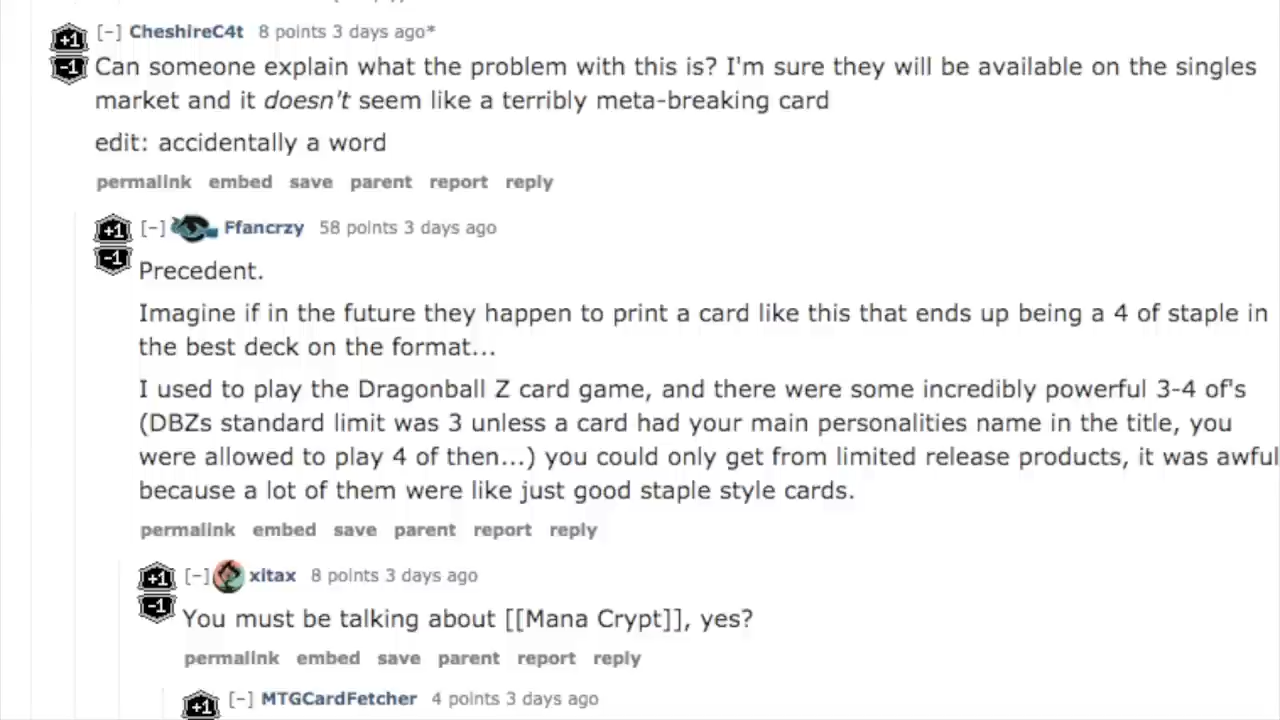 [-] CheshireC4t 8 points 3 days ago*
+1
-1
Can someone explain what the problem with this is? I'm sure they will be available on the singles
market and it doesn't seem like a terribly meta-breaking card
edit: accidentally a word
permalink embed save parent report reply
+1 [-] Ffancrzy 58 points 3 days ago
-1
Precedent.
Imagine if in the future they happen to print a card like this that ends up being a 4 of staple in
the best deck on the format...
I used to play the Dragonball Z card game, and there were some incredibly powerful 3-4 of's
(DBZs standard limit was 3 unless a card had your main personalities name in the title, you
were allowed to play 4 of then...) you could only get from limited release products, it was awful
because a lot of them were like just good staple style cards.
permalink embed save parent report reply
+1 [-] xitax 8 points 3 days ago
-1
You must be talking about [[Mana Crypt]], yes?
permalink embed save parent report reply
+1 [-] MTGCardFetcher 4 points 3 days ago